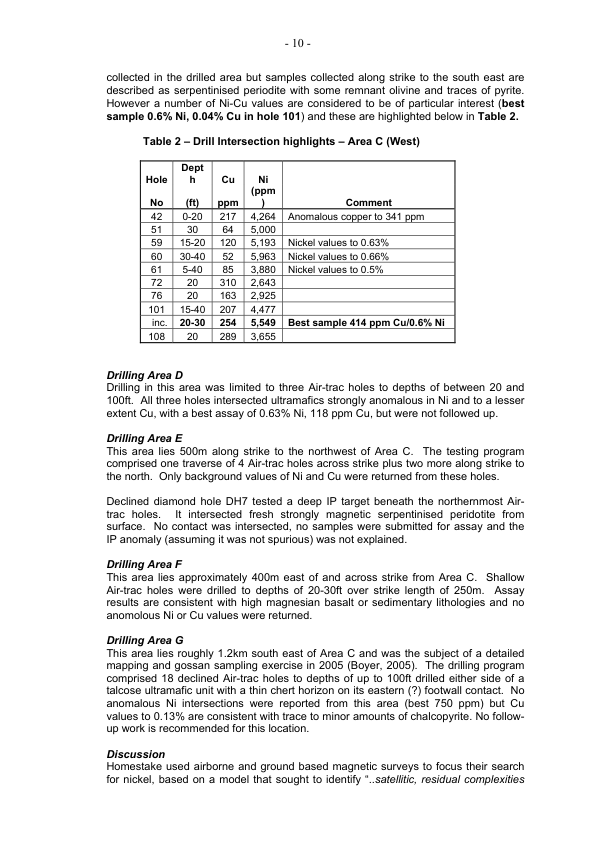 - 10 -
collected in the drilled area but samples collected along strike to the south east are
described as serpentinised periodite with some remnant olivine and traces of pyrite.
However a number of Ni-Cu values are considered to be of particular interest (best
sample 0.6% Ni, 0.04% Cu in hole 101) and these are highlighted below in Table 2.
Table 2 – Drill Intersection highlights – Area C (West)
Hole No Dept h (ft) Cu ppm Ni (ppm ) Comment
42 0-20 217 4,264 Anomalous copper to 341 ppm
51 30 64 5,000
59 15-20 120 5,193 Nickel values to 0.63%
60 30-40 52 5,963 Nickel values to 0.66%
61 5-40 85 3,880 Nickel values to 0.5%
72 20 310 2,643
76 20 163 2,925
101 15-40 207 4,477
inc. 20-30 254 5,549 Best sample 414 ppm Cu/0.6% Ni
108 20 289 3,655
Drilling Area D
Drilling in this area was limited to three Air-trac holes to depths of between 20 and
100ft. All three holes intersected ultramafics strongly anomalous in Ni and to a lesser
extent Cu, with a best assay of 0.63% Ni, 118 ppm Cu, but were not followed up.
Drilling Area E
This area lies 500m along strike to the northwest of Area C. The testing program
comprised one traverse of 4 Air-trac holes across strike plus two more along strike to
the north. Only background values of Ni and Cu were returned from these holes.
Declined diamond hole DH7 tested a deep IP target beneath the northernmost Air-
trac holes. It intersected fresh strongly magnetic serpentinised peridotite from
surface. No contact was intersected, no samples were submitted for assay and the
IP anomaly (assuming it was not spurious) was not explained.
Drilling Area F
This area lies approximately 400m east of and across strike from Area C. Shallow
Air-trac holes were drilled to depths of 20-30ft over strike length of 250m. Assay
results are consistent with high magnesian basalt or sedimentary lithologies and no
anomolous Ni or Cu values were returned.
Drilling Area G
This area lies roughly 1.2km south east of Area C and was the subject of a detailed
mapping and gossan sampling exercise in 2005 (Boyer, 2005). The drilling program
comprised 18 declined Air-trac holes to depths of up to 100ft drilled either side of a
talcose ultramafic unit with a thin chert horizon on its eastern (?) footwall contact. No
anomalous Ni intersections were reported from this area (best 750 ppm) but Cu
values to 0.13% are consistent with trace to minor amounts of chalcopyrite. No follow-
up work is recommended for this location.
Discussion
Homestake used airborne and ground based magnetic surveys to focus their search
for nickel, based on a model that sought to identify “..satellitic, residual complexities